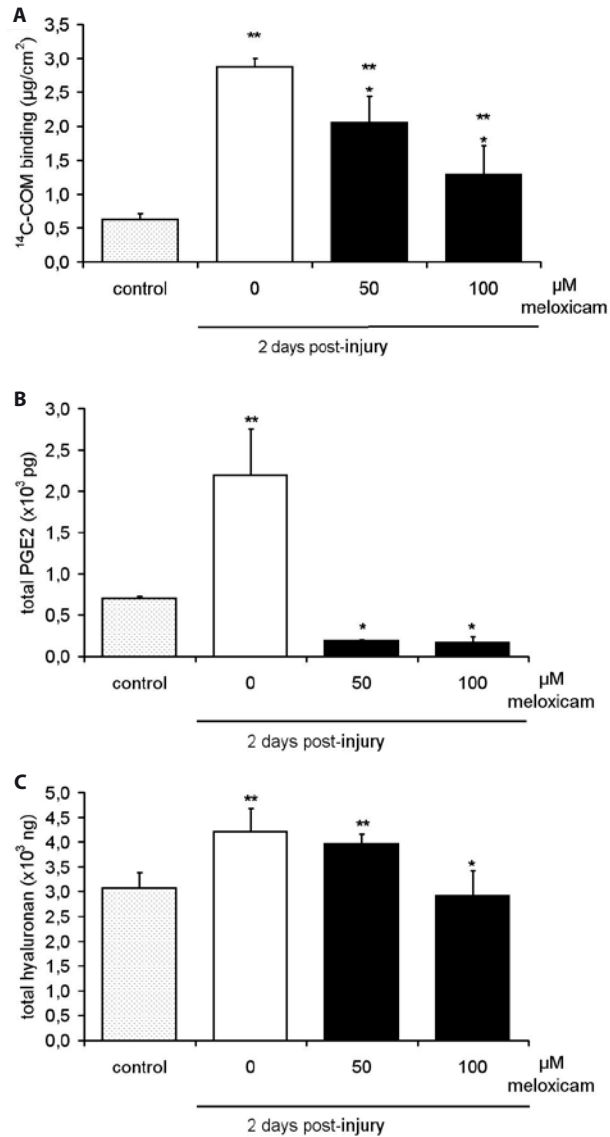 A
¹⁴C-COM binding (µg/cm²)
3,5
3,0
2,5
2,0
1,5
1,0
0,5
0,0
**
**
*
**
*
control 0 50 100 µM
meloxicam
2 days post-injury
B
total PGE2 (x10³ pg)
3,0
2,5
2,0
1,5
1,0
0,5
0,0
**
*
*
control 0 50 100 µM
meloxicam
2 days post-injury
C
total hyaluronan (x10³ ng)
5,0
4,5
4,0
3,5
3,0
2,5
2,0
1,5
1,0
0,5
0,0
**
**
*
control 0 50 100 µM
meloxicam
2 days post-injury